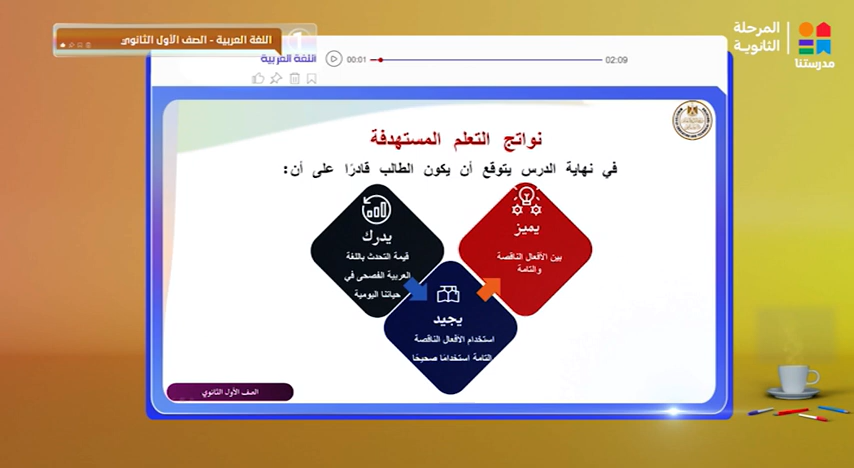 المرحلة
الثانوية
مدرستنا
اللغة العربية - الصف الأول الثانوي
اللغة العربية
00:01
02:09
نواتج التعلم المستهدفة
في نهاية الدرس يتوقع أن يكون الطالب قادرًا على أن:
يميز
بين الأفعال الناقصة
والتامة
يدرك
قيمة التحدث باللغة
العربية الفصحى في
حياتنا اليومية
يجيد
استخدام الأفعال الناقصة
التامة استخدامًا صحيحًا
الصف الأول الثانوي